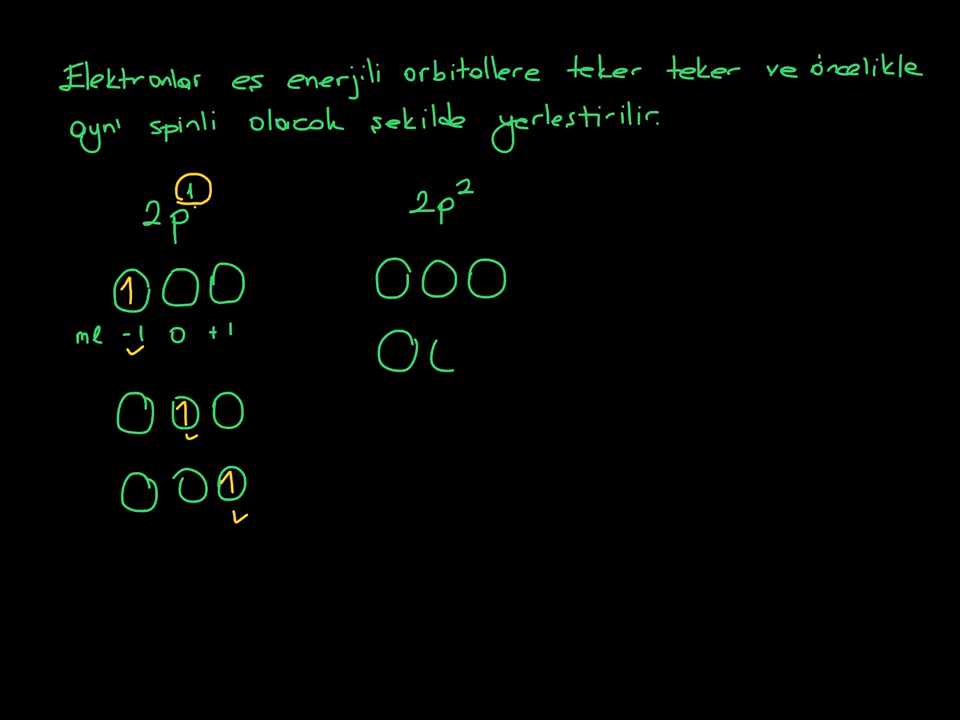 Elektronlar eş enerjili orbitallere teker teker ve öncelikle
aynı spinli olacak şekilde yerleştirilir.
2p¹ 2p²
1
ml -1 0 +1
1
1